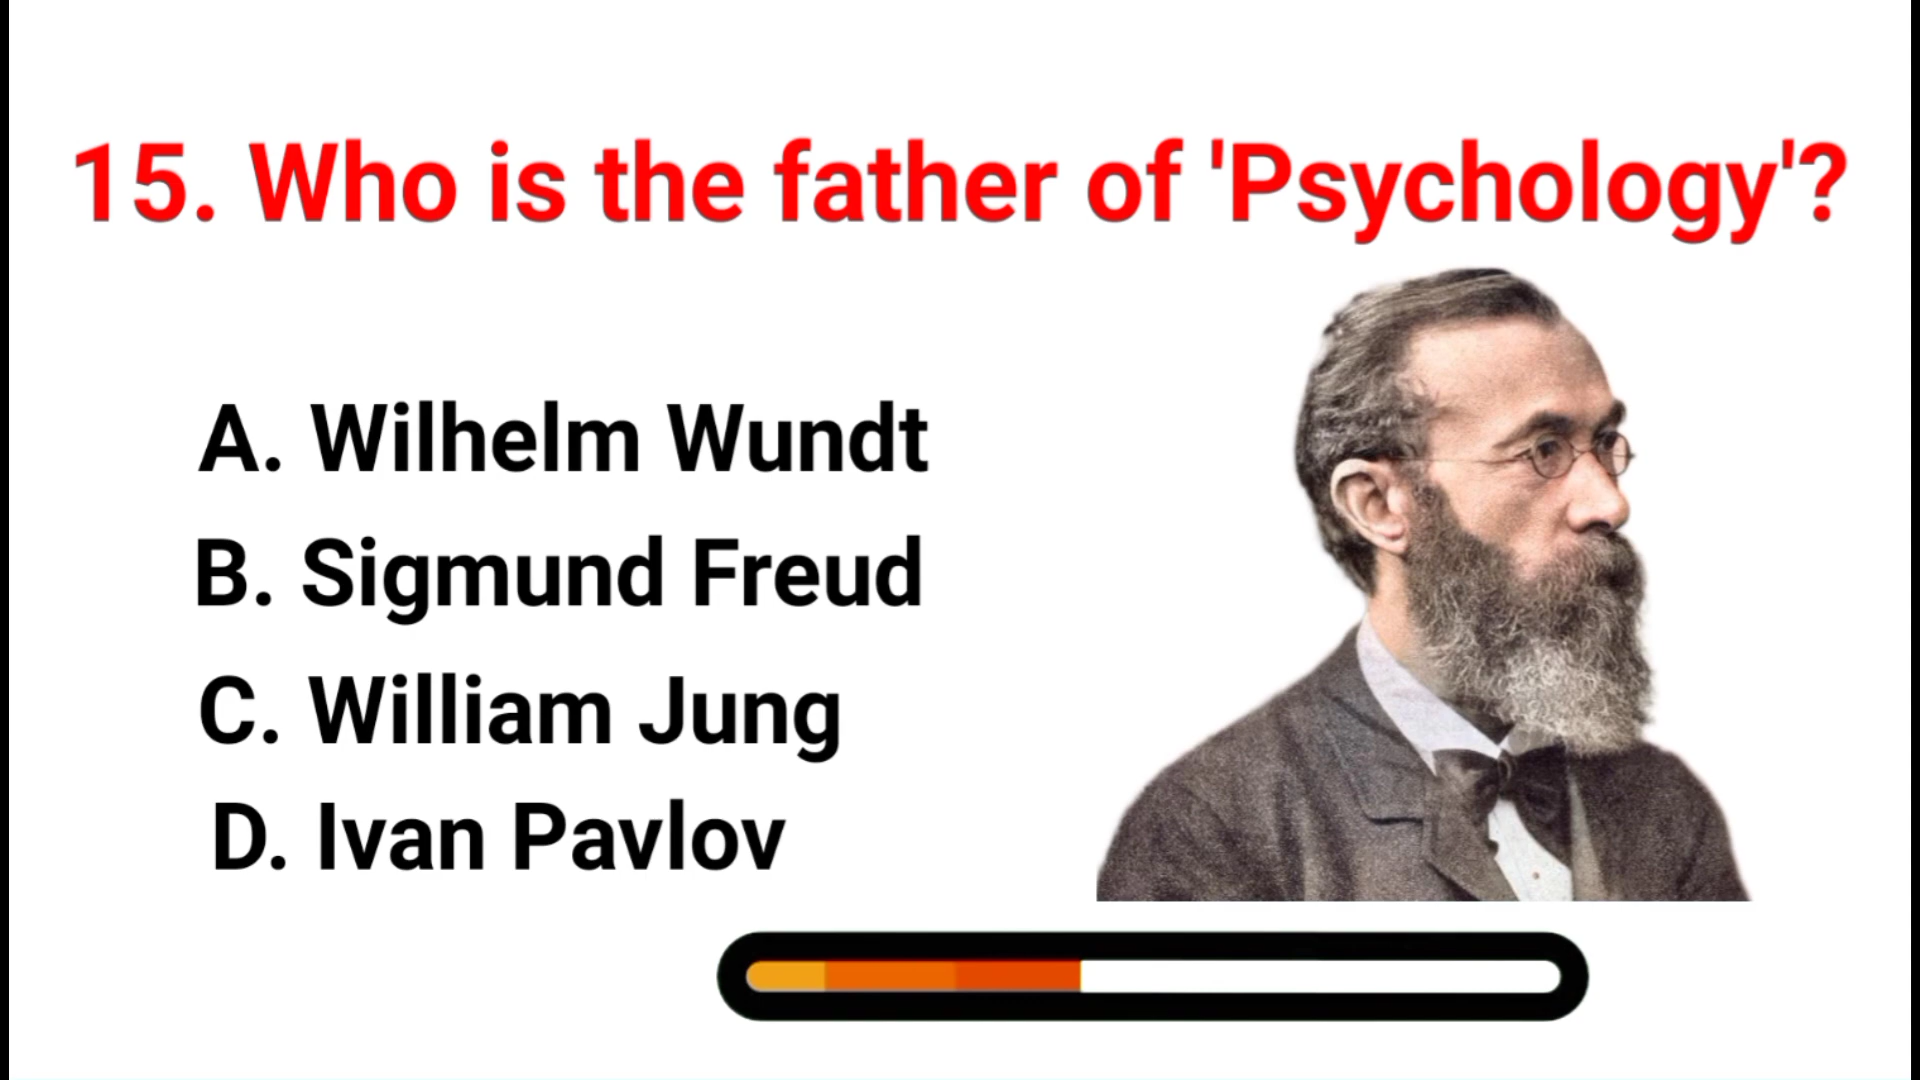 15. Who is the father of 'Psychology'?
A. Wilhelm Wundt
B. Sigmund Freud
C. William Jung
D. Ivan Pavlov